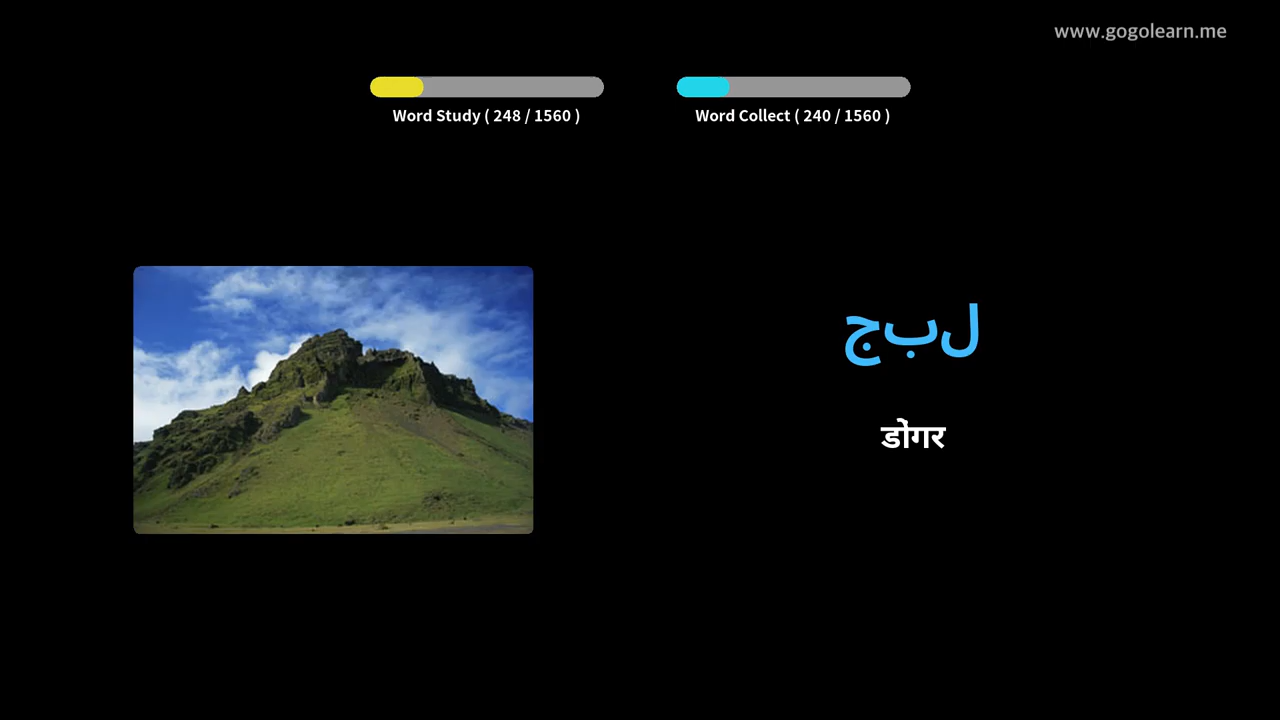 www.gogolearn.me
Word Study ( 248 / 1560 )
Word Collect ( 240 / 1560 )
جبل
डोंगर